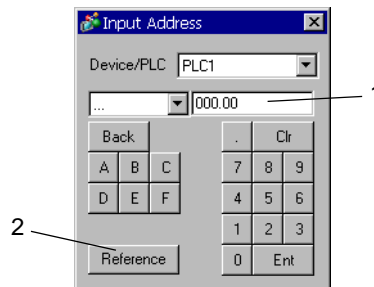 Input Address
Device/PLC PLC1
... 000.00
1
Back . Clr
A B C 7 8 9
D E F 4 5 6
1 2 3
2
Reference 0 Ent